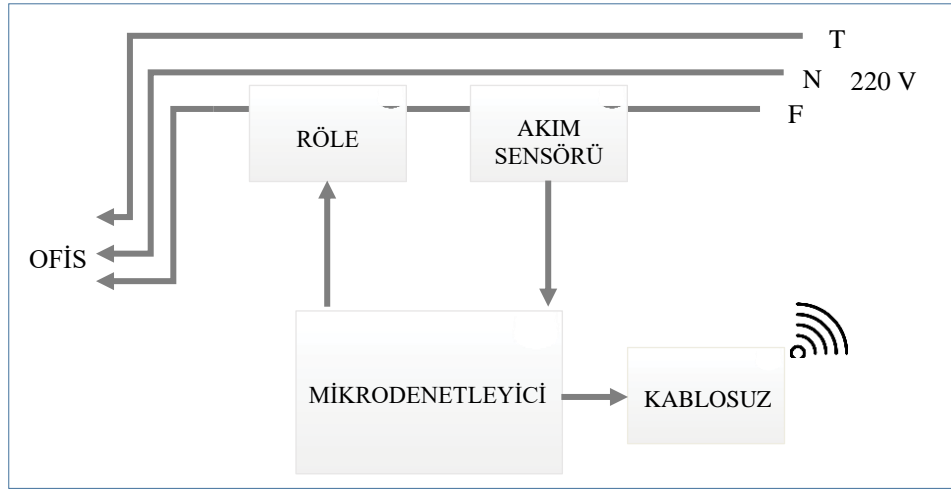 T
N 220 V
F
RÖLE
AKIM
SENSÖRÜ
OFİS
MİKRODENETLEYİCİ
KABLOSUZ